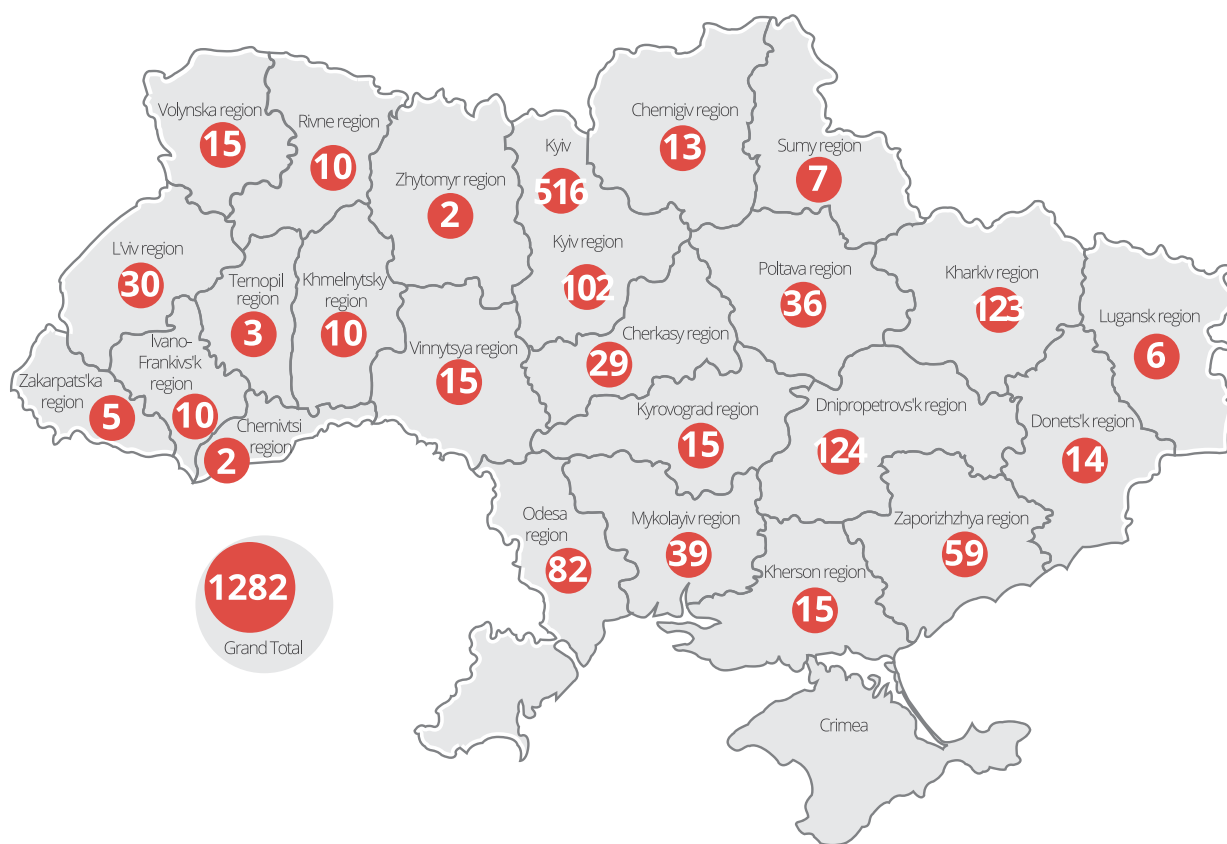 Volynska region
15
Rivne region
10
Zhytomyr region
2
Kyiv
516
Chernigiv region
13
Sumy region
7
L'viv region
30
Ternopil
region
3
Khmelnytsky
region
10
Kyiv region
102
Poltava region
36
Kharkiv region
123
Lugansk region
6
Zakarpats'ka
region
5
Ivano-
Frankivs'k
region
10
Chernivtsi
region
2
Vinnytsya region
15
Cherkasy region
29
Kyrovograd region
15
Dnipropetrovs'k region
124
Donets'k region
14
Odesa
region
82
Mykolayiv region
39
Kherson region
15
Zaporizhzhya region
59
1282
Grand Total
Crimea